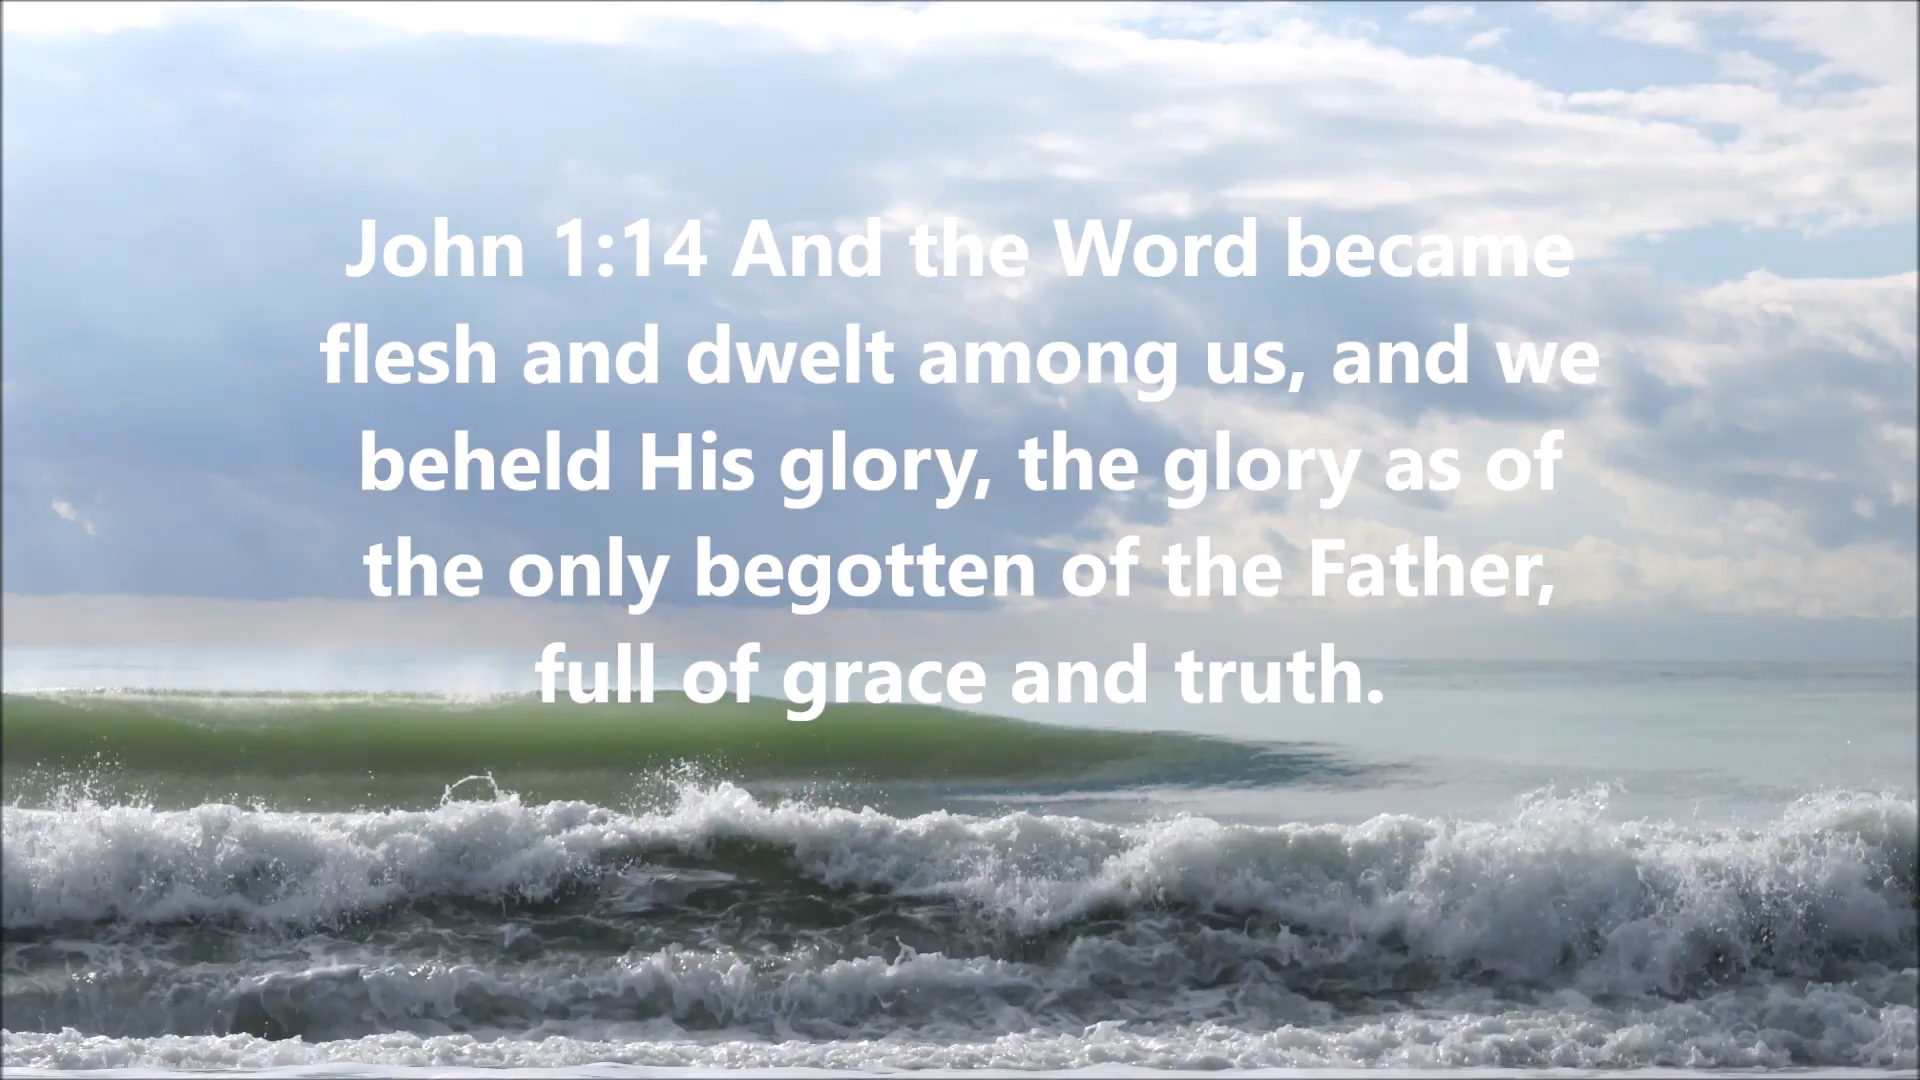 John 1:14 And the Word became
flesh and dwelt among us, and we
beheld His glory, the glory as of
the only begotten of the Father,
full of grace and truth.